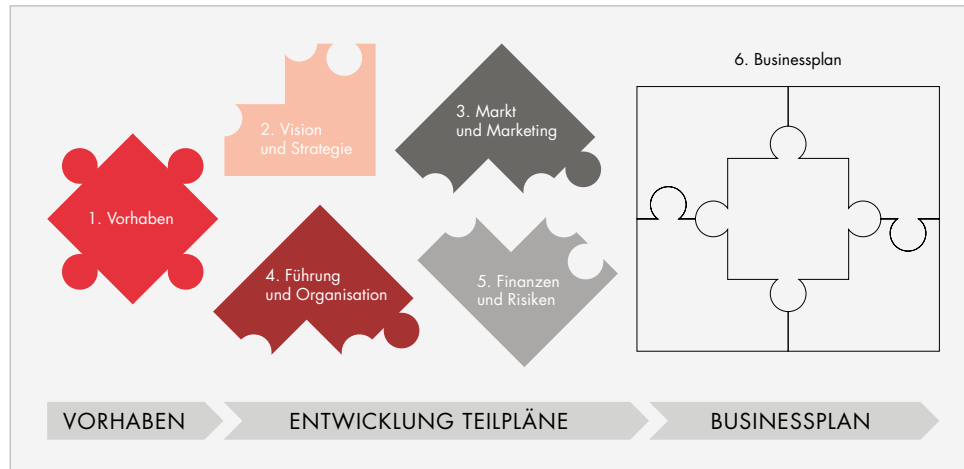 1. Vorhaben
2. Vision
und Strategie
3. Markt
und Marketing
4. Führung
und Organisation
5. Finanzen
und Risiken
6. Businessplan
VORHABEN
ENTWICKLUNG TEILPLÄNE
BUSINESSPLAN